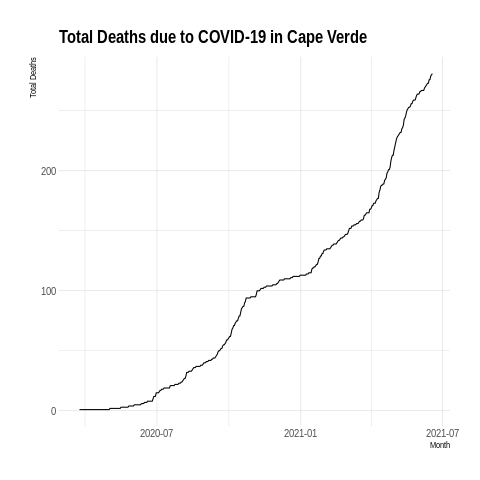 Total Deaths due to COVID-19 in Cape Verde
Total Deaths
200
100
0
2020-07
2021-01
2021-07
Month